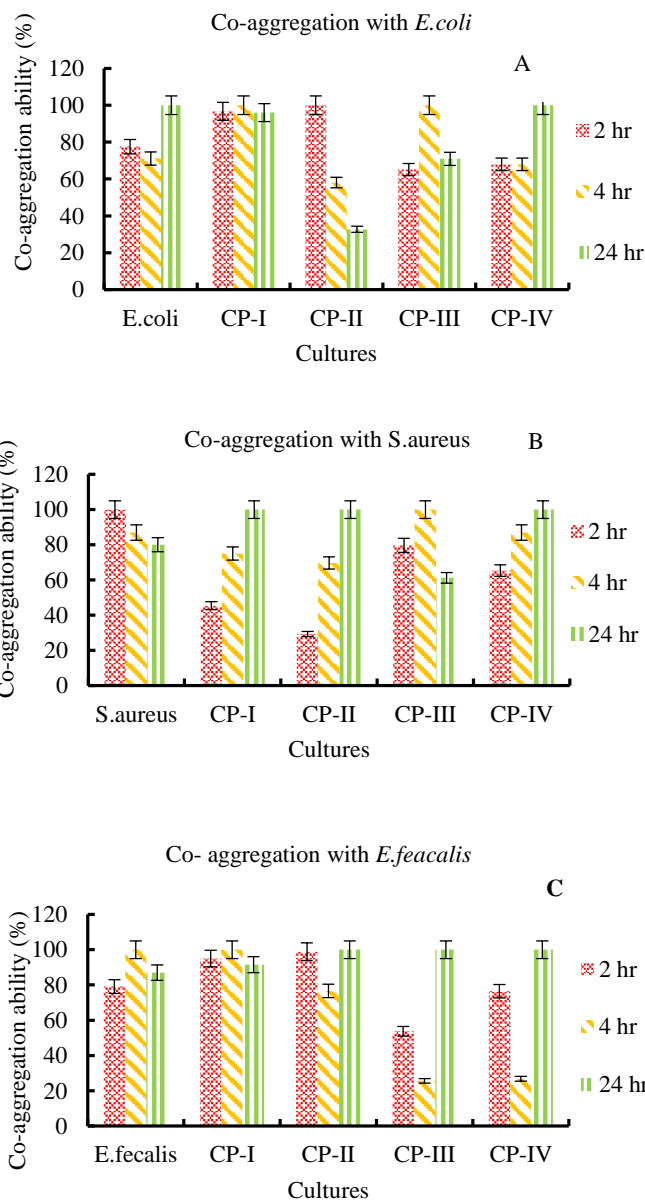 Co-aggregation with E.coli
A
Co-aggregation ability (%)
120
100
80
60
40
20
0
E.coli CP-I CP-II CP-III CP-IV
Cultures
2 hr
4 hr
24 hr
Co-aggregation with S.aureus
B
Co-aggregation ability (%)
120
100
80
60
40
20
0
S.aureus CP-I CP-II CP-III CP-IV
Cultures
2 hr
4 hr
24 hr
Co- aggregation with E.feacalis
C
Co-aggregation ability (%)
120
100
80
60
40
20
0
E.fecalis CP-I CP-II CP-III CP-IV
Cultures
2 hr
4 hr
24 hr